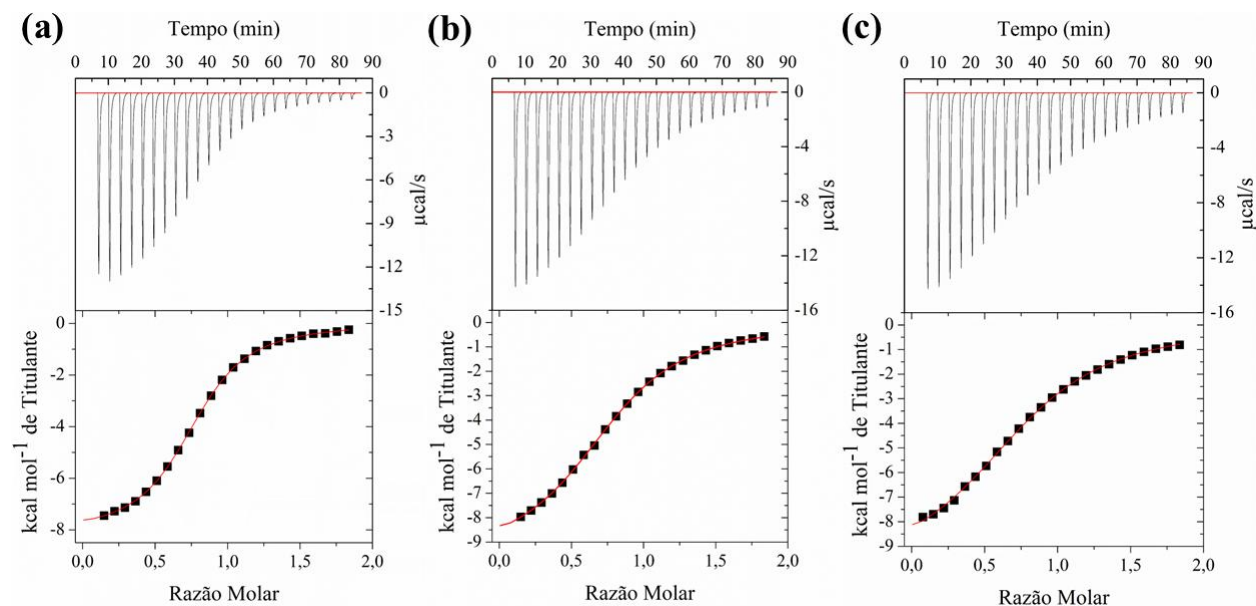 (a)
Tempo (min)
0 10 20 30 40 50 60 70 80 90
0
-3
-6
-9
-12
-15
µcal/s
0
-2
-4
-6
-8
kcal mol⁻¹ de Titulante
0,0 0,5 1,0 1,5 2,0
Razão Molar
(b)
Tempo (min)
0 10 20 30 40 50 60 70 80 90
0
-4
-8
-12
-16
µcal/s
0
-1
-2
-3
-4
-5
-6
-7
-8
-9
kcal mol⁻¹ de Titulante
0,0 0,5 1,0 1,5 2,0
Razão Molar
(c)
Tempo (min)
0 10 20 30 40 50 60 70 80 90
0
-4
-8
-12
-16
µcal/s
0
-1
-2
-3
-4
-5
-6
-7
-8
-9
kcal mol⁻¹ de Titulante
0,0 0,5 1,0 1,5 2,0
Razão Molar